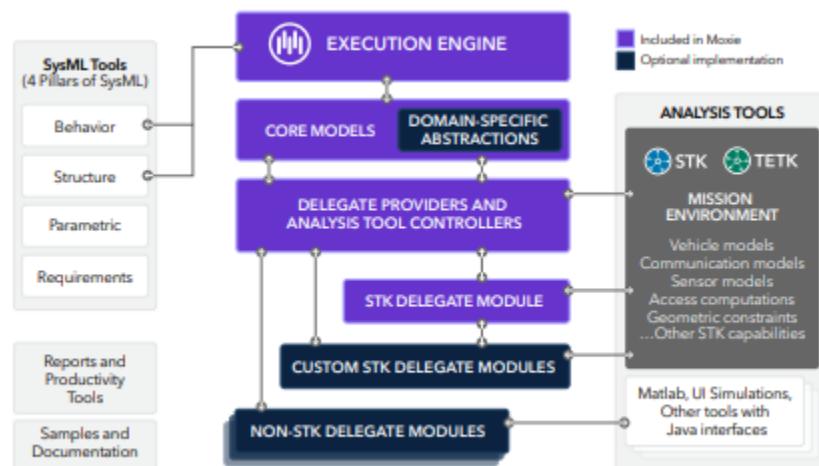 SysML Tools
(4 Pillars of SysML)
Behavior
Structure
Parametric
Requirements
Reports and
Productivity
Tools
Samples and
Documentation
EXECUTION ENGINE
CORE MODELS
DOMAIN-SPECIFIC
ABSTRACTIONS
DELEGATE PROVIDERS AND
ANALYSIS TOOL CONTROLLERS
STK DELEGATE MODULE
CUSTOM STK DELEGATE MODULES
NON-STK DELEGATE MODULES
Included in Moxie
Optional implementation
ANALYSIS TOOLS
STK TETK
MISSION
ENVIRONMENT
Vehicle models
Communication models
Sensor models
Access computations
Geometric constraints
...Other STK capabilities
Matlab, UI Simulations,
Other tools with
Java interfaces